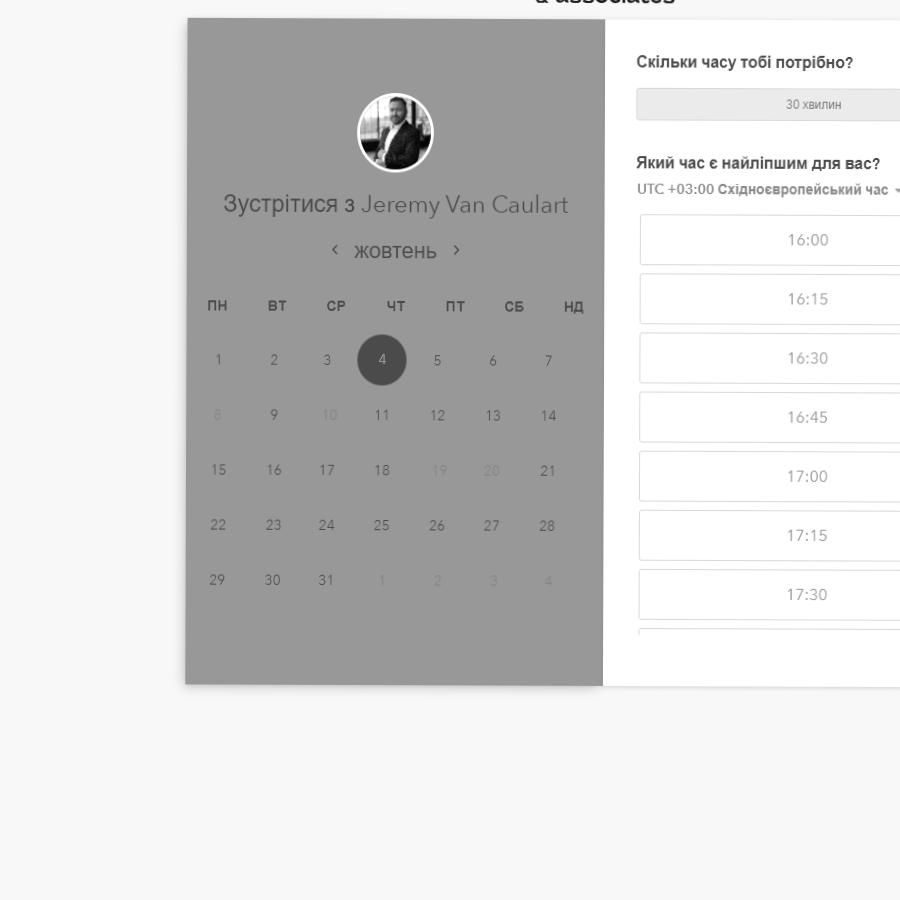 & associates
Зустрітися з Jeremy Van Caulart
жовтень
ПН ВТ СР ЧТ ПТ СБ НД
1 2 3 4 5 6 7
8 9 10 11 12 13 14
15 16 17 18 19 20 21
22 23 24 25 26 27 28
29 30 31 1 2 3 4
Скільки часу тобі потрібно?
30 хвилин
Який час є найліпшим для вас?
UTC +03:00 Східноєвропейський час
16:00
16:15
16:30
16:45
17:00
17:15
17:30